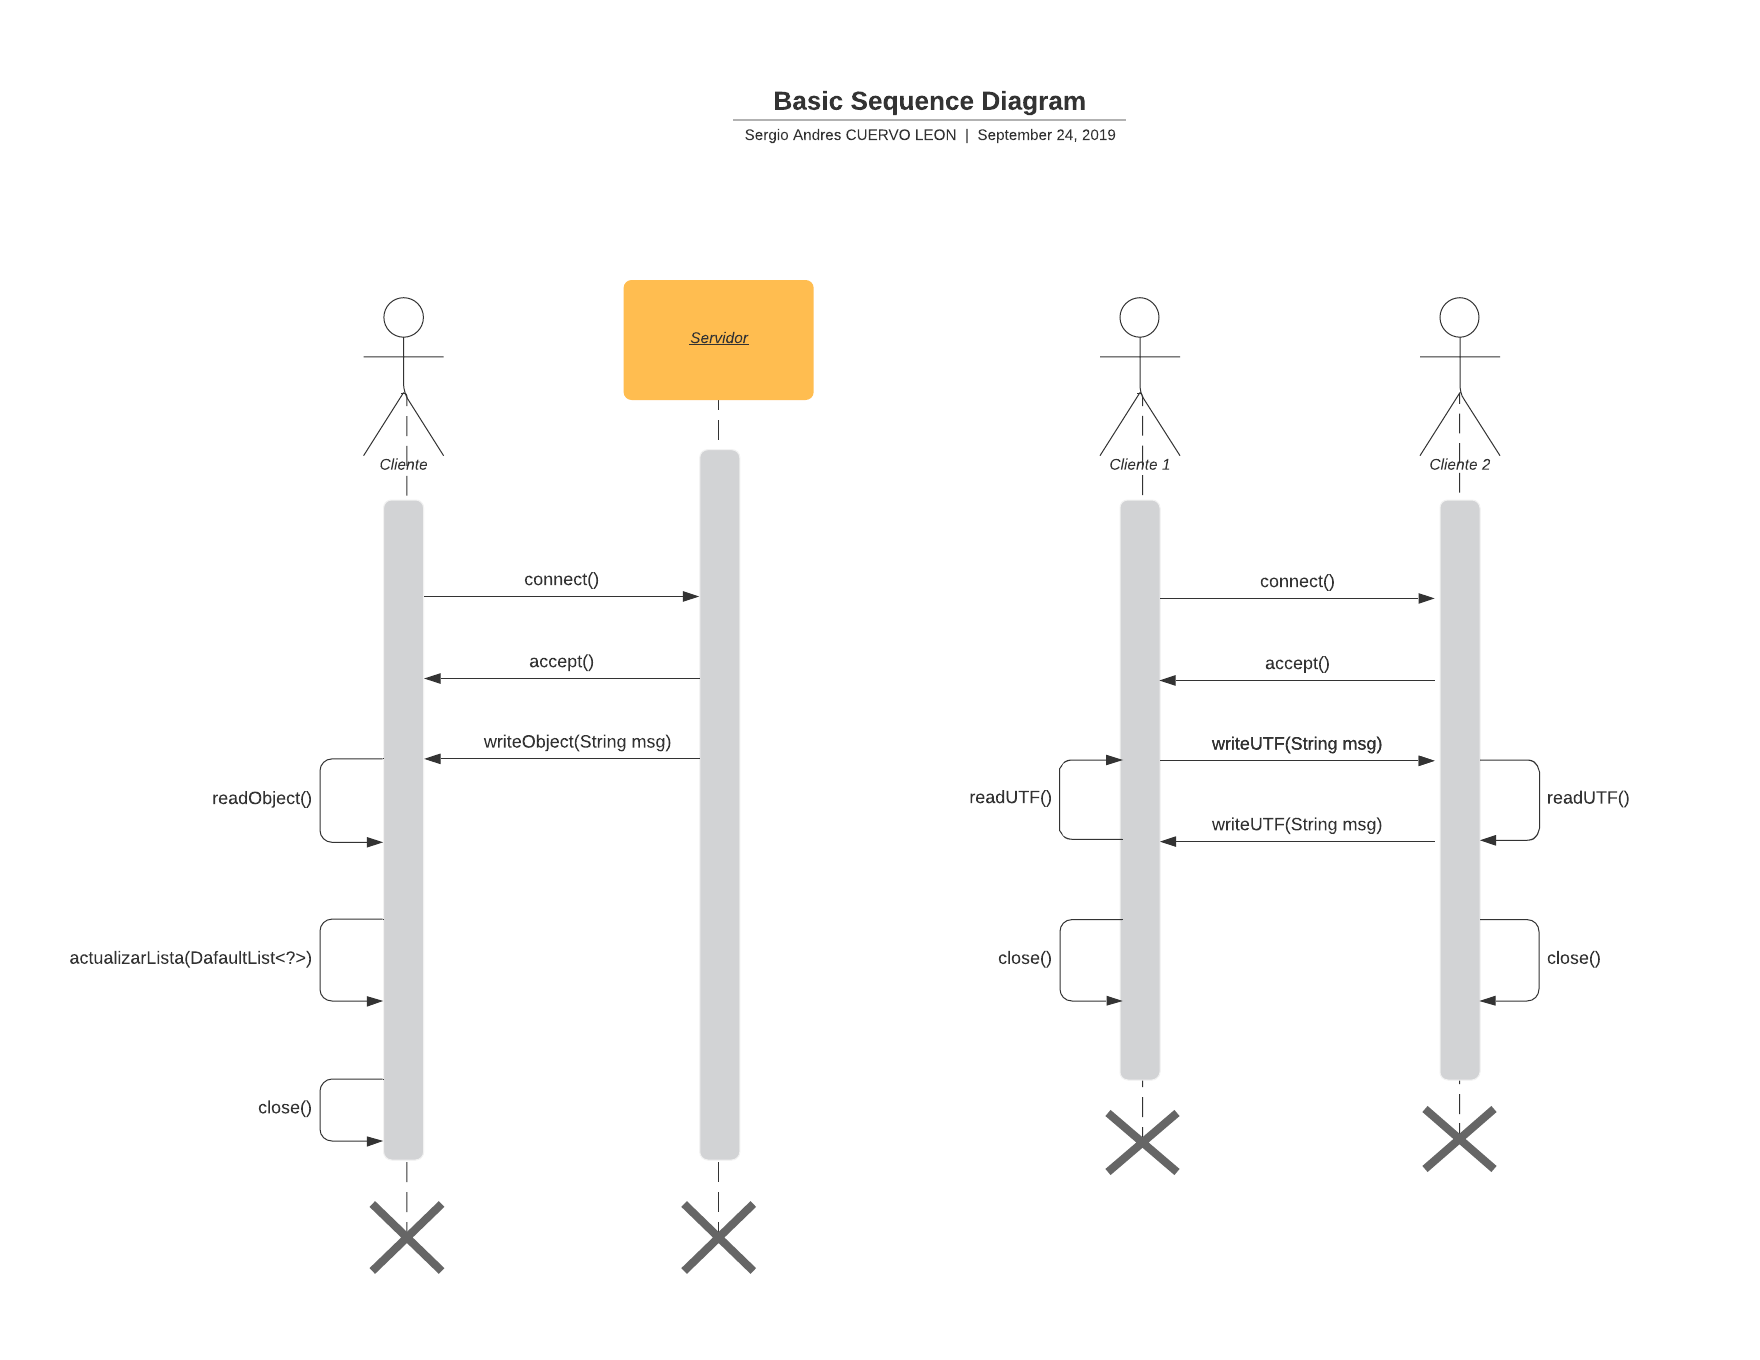 Basic Sequence Diagram
Sergio Andres CUERVO LEON | September 24, 2019
Servidor
Cliente
connect()
accept()
writeObject(String msg)
readObject()
actualizarLista(DafaultList<?>)
close()
Cliente 1
Cliente 2
connect()
accept()
writeUTF(String msg)
readUTF()
readUTF()
writeUTF(String msg)
close()
close()